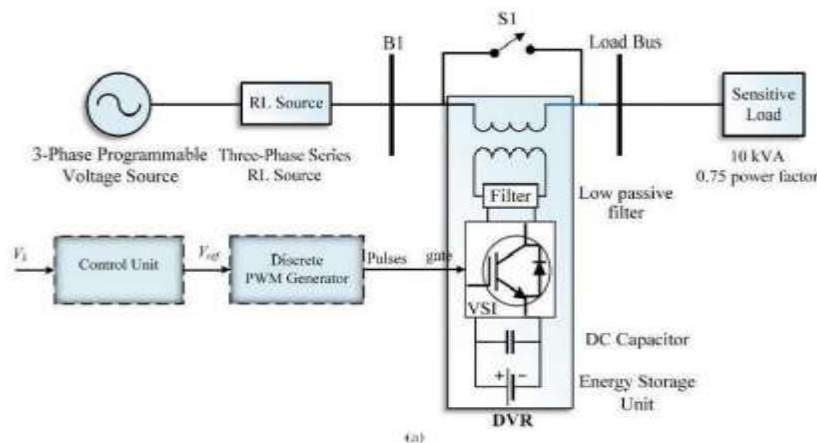 S1
B1
Load Bus
RL Source
Sensitive
Load
3-Phase Programmable
Voltage Source
Three-Phase Series
RL Source
10 kVA
0.75 power factor
Filter
Low passive
filter
Control Unit
Discrete
PWM Generator
Pulses
gate
VSI
DC Capacitor
+
−
Energy Storage
Unit
DVR
(a)